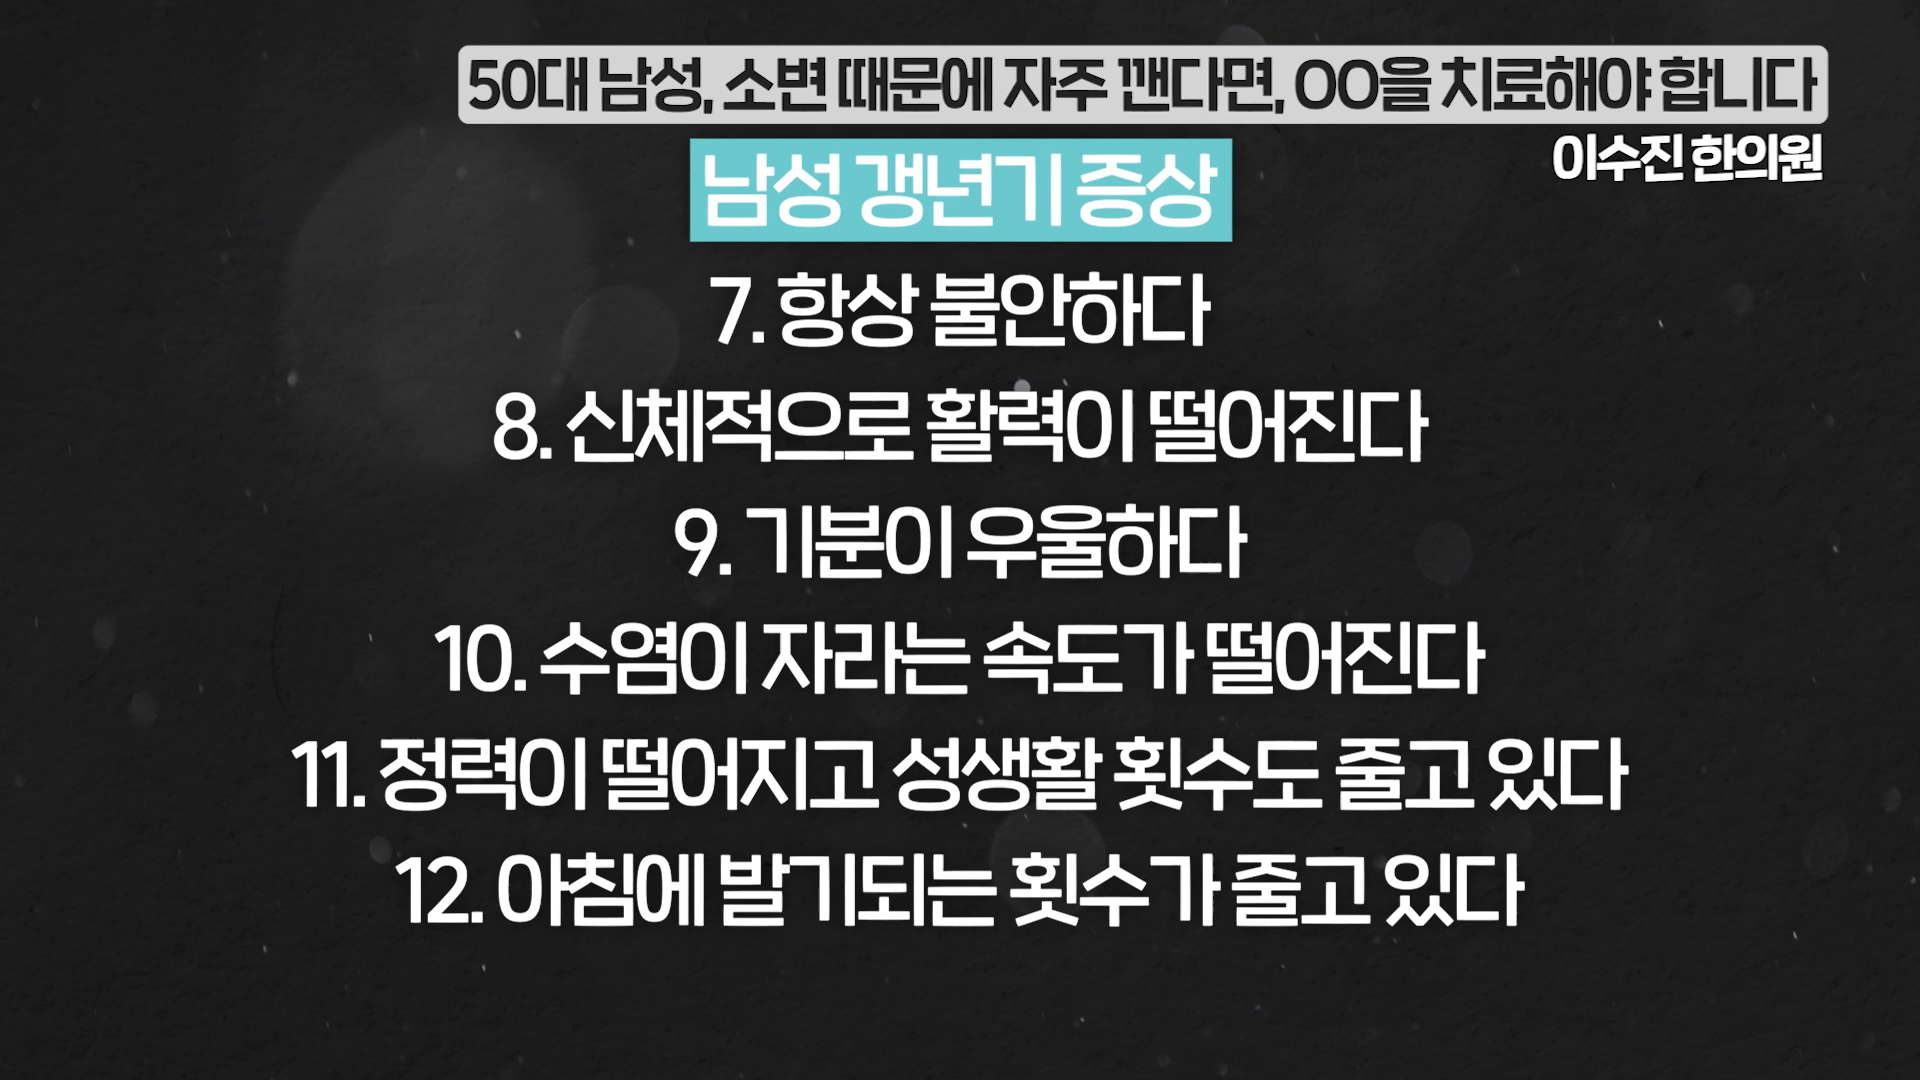 50대 남성, 소변 때문에 자주 깬다면, OO을 치료해야 합니다
이수진 한의원
남성 갱년기 증상
7. 항상 불안하다
8. 신체적으로 활력이 떨어진다
9. 기분이 우울하다
10. 수염이 자라는 속도가 떨어진다
11. 정력이 떨어지고 성생활 횟수도 줄고 있다
12. 아침에 발기되는 횟수가 줄고 있다